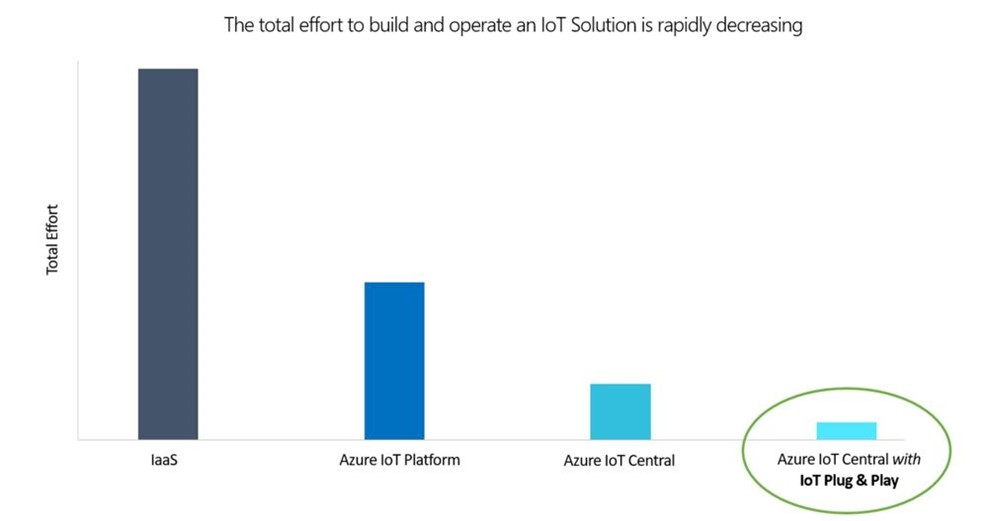 The total effort to build and operate an IoT Solution is rapidly decreasing
Total Effort
IaaS
Azure IoT Platform
Azure IoT Central
Azure IoT Central with
IoT Plug & Play